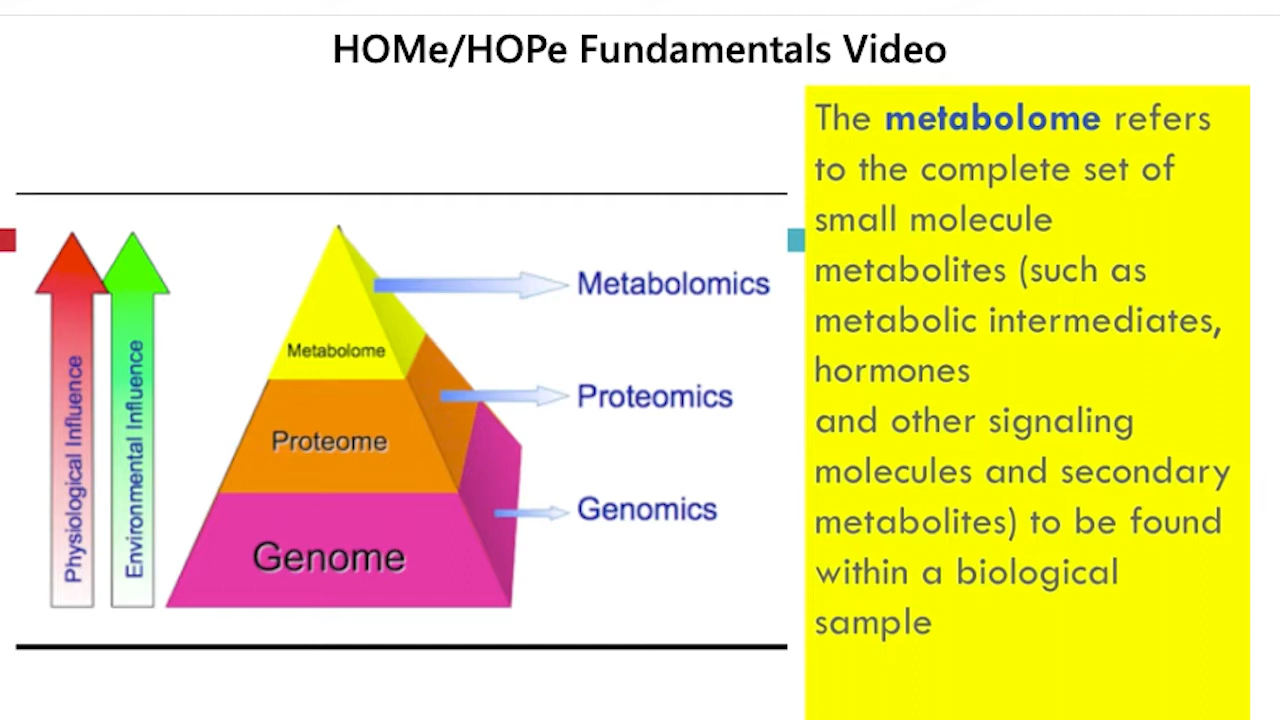 HOMe/HOPe Fundamentals Video
Physiological Influence
Environmental Influence
Metabolome
Proteome
Genome
Metabolomics
Proteomics
Genomics
The metabolome refers
to the complete set of
small molecule
metabolites (such as
metabolic intermediates,
hormones
and other signaling
molecules and secondary
metabolites) to be found
within a biological
sample